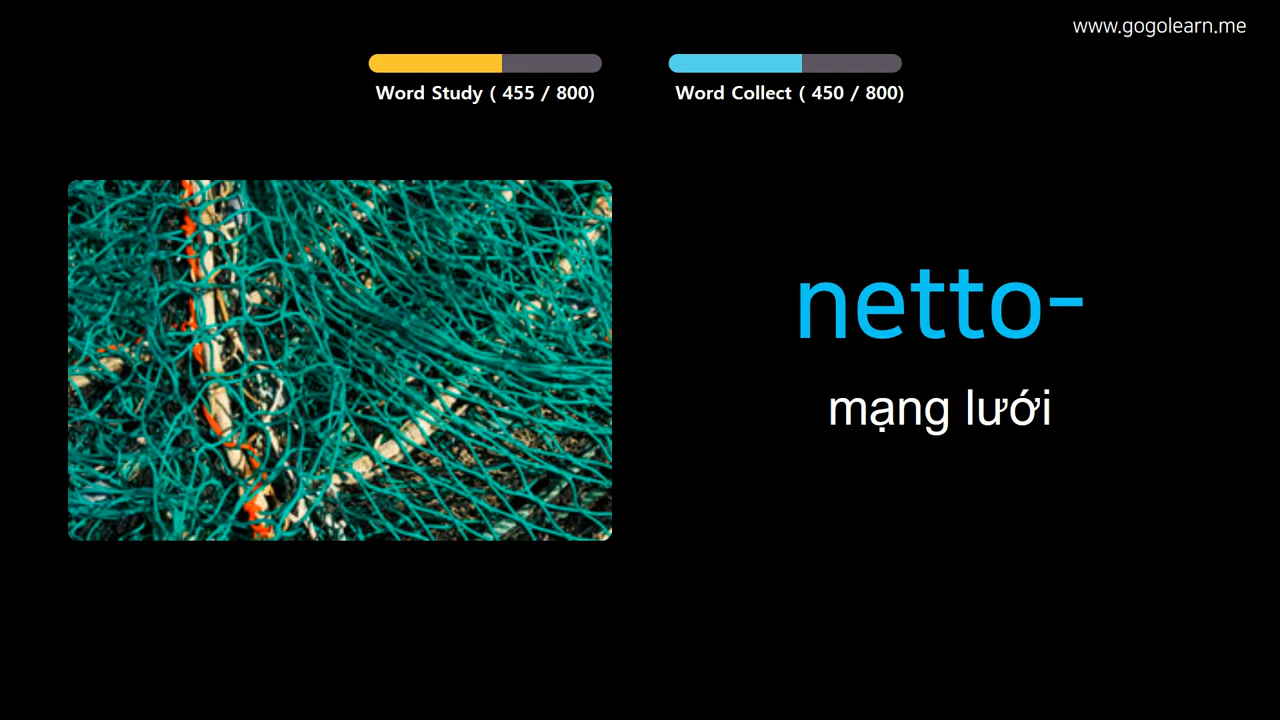 www.gogolearn.me
Word Study ( 455 / 800)
Word Collect ( 450 / 800)
netto-
mạng lưới